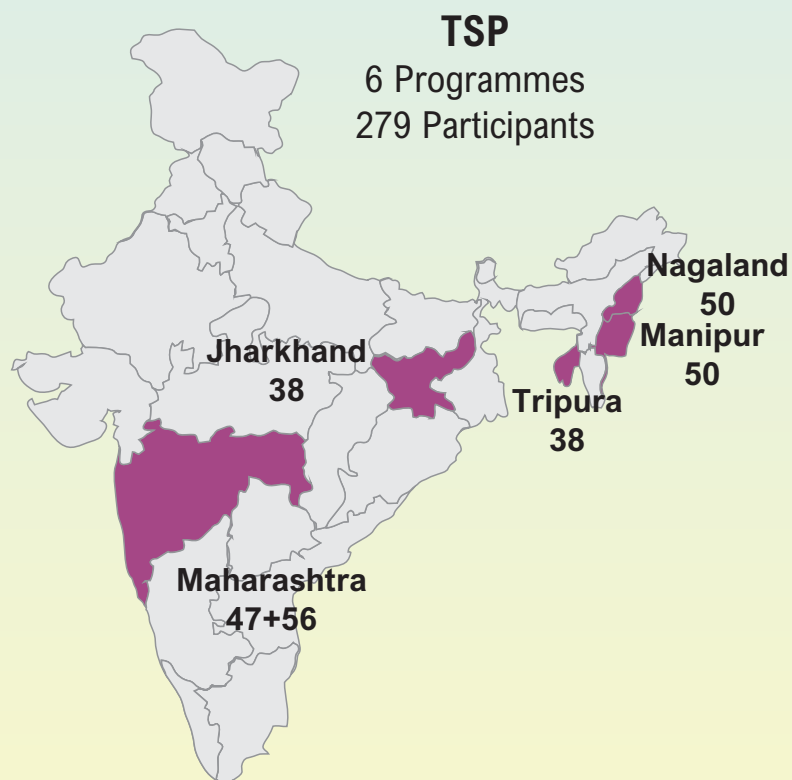 TSP
6 Programmes
279 Participants
Nagaland
50
Manipur
50
Jharkhand
38
Tripura
38
Maharashtra
47+56